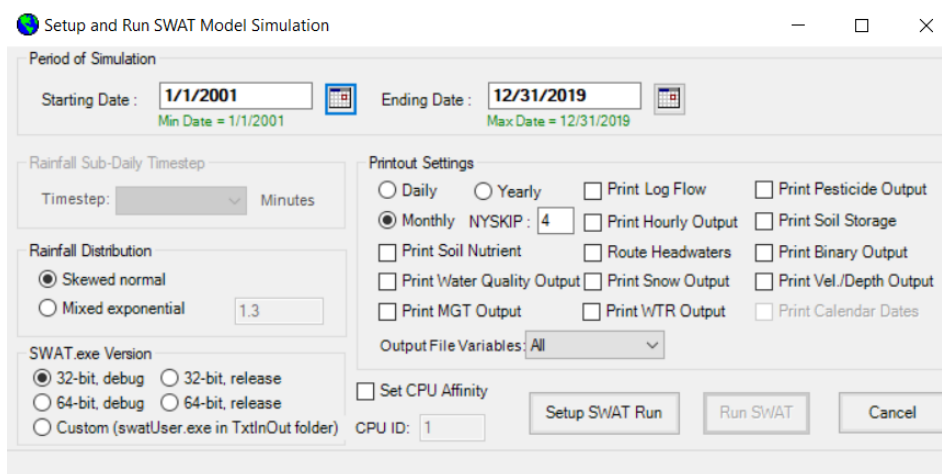 Setup and Run SWAT Model Simulation
Period of Simulation
Starting Date : 1/1/2001 Ending Date : 12/31/2019
Min Date = 1/1/2001 Max Date = 12/31/2019
Rainfall Sub-Daily Timestep
Timestep: Minutes
Rainfall Distribution
Skewed normal
Mixed exponential 1.3
SWAT.exe Version
32-bit, debug 32-bit, release
64-bit, debug 64-bit, release
Custom (swatUser.exe in TxtInOut folder)
Printout Settings
Daily Yearly Print Log Flow Print Pesticide Output
Monthly NYSKIP : 4 Print Hourly Output Print Soil Storage
Print Soil Nutrient Route Headwaters Print Binary Output
Print Water Quality Output Print Snow Output Print Vel./Depth Output
Print MGT Output Print WTR Output Print Calendar Dates
Output File Variables: All
Set CPU Affinity
CPU ID: 1
Setup SWAT Run Run SWAT Cancel